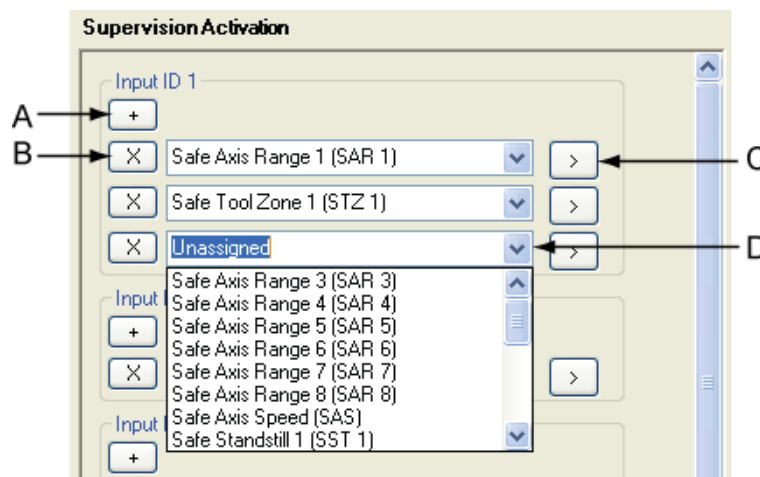 Supervision Activation
Input ID 1
A
+
B
X
Safe Axis Range 1 (SAR 1)
>
C
X
Safe Tool Zone 1 (STZ 1)
>
X
Unassigned
>
D
Safe Axis Range 3 (SAR 3)
Safe Axis Range 4 (SAR 4)
Input
Safe Axis Range 5 (SAR 5)
+
Safe Axis Range 6 (SAR 6)
Safe Axis Range 7 (SAR 7)
X
>
Safe Axis Range 8 (SAR 8)
Safe Axis Speed (SAS)
Input
Safe Standstill 1 (SST 1)
+